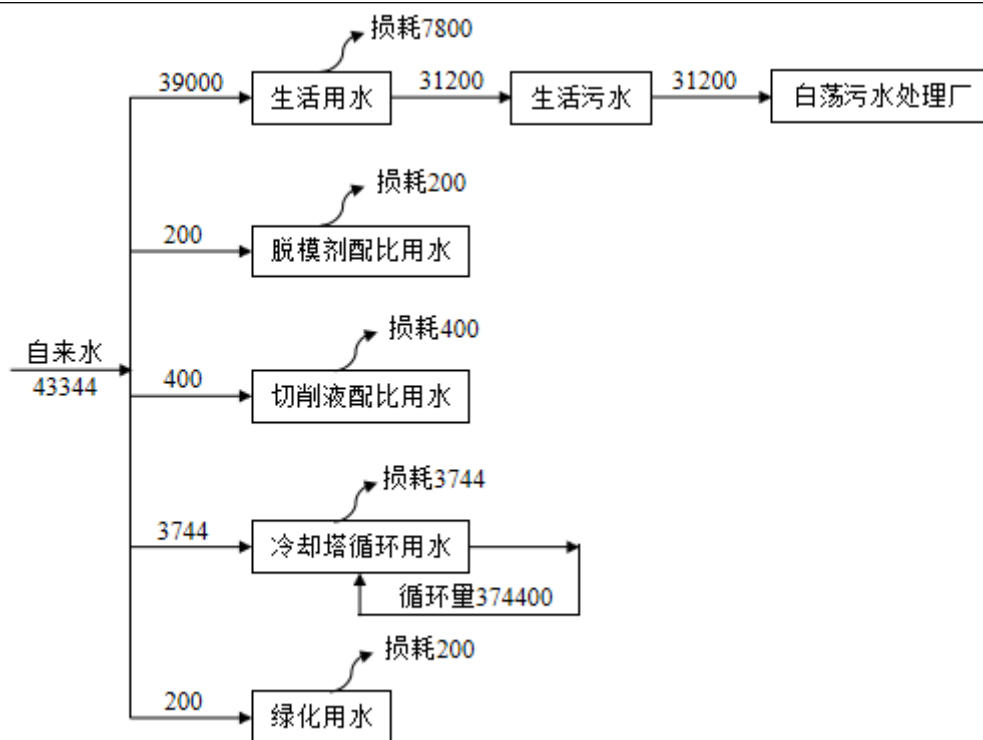 损耗7800
39000
生活用水
31200
生活污水
31200
白荡污水处理厂
损耗200
200
脱模剂配比用水
损耗400
自来水
43344
400
切削液配比用水
损耗3744
3744
冷却塔循环用水
循环量374400
损耗200
200
绿化用水